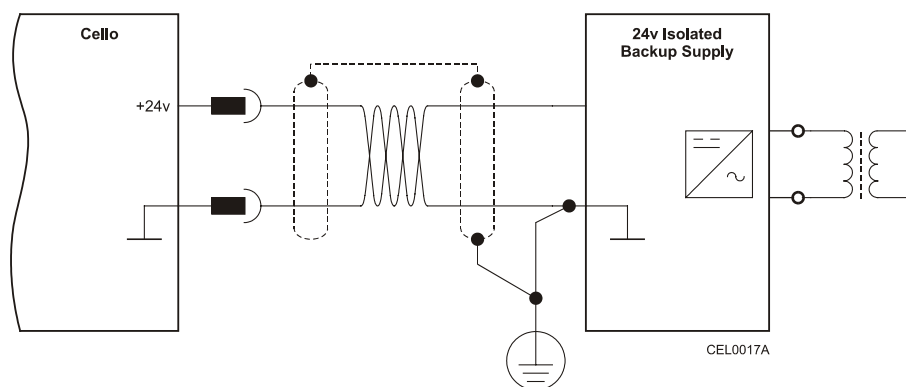 Cello
24v Isolated
Backup Supply
+24v
CEL0017A